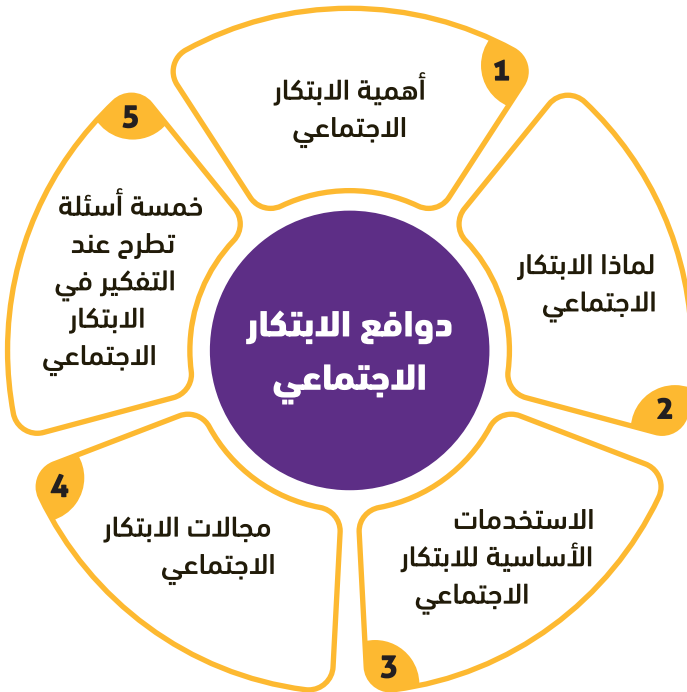 دوافع الابتكار
الاجتماعي
1
أهمية الابتكار
الاجتماعي
2
لماذا الابتكار
الاجتماعي
3
الاستخدمات
الأساسية للابتكار
الاجتماعي
4
مجالات الابتكار
الاجتماعي
5
خمسة أسئلة
تطرح عند
التفكير في
الابتكار
الاجتماعي